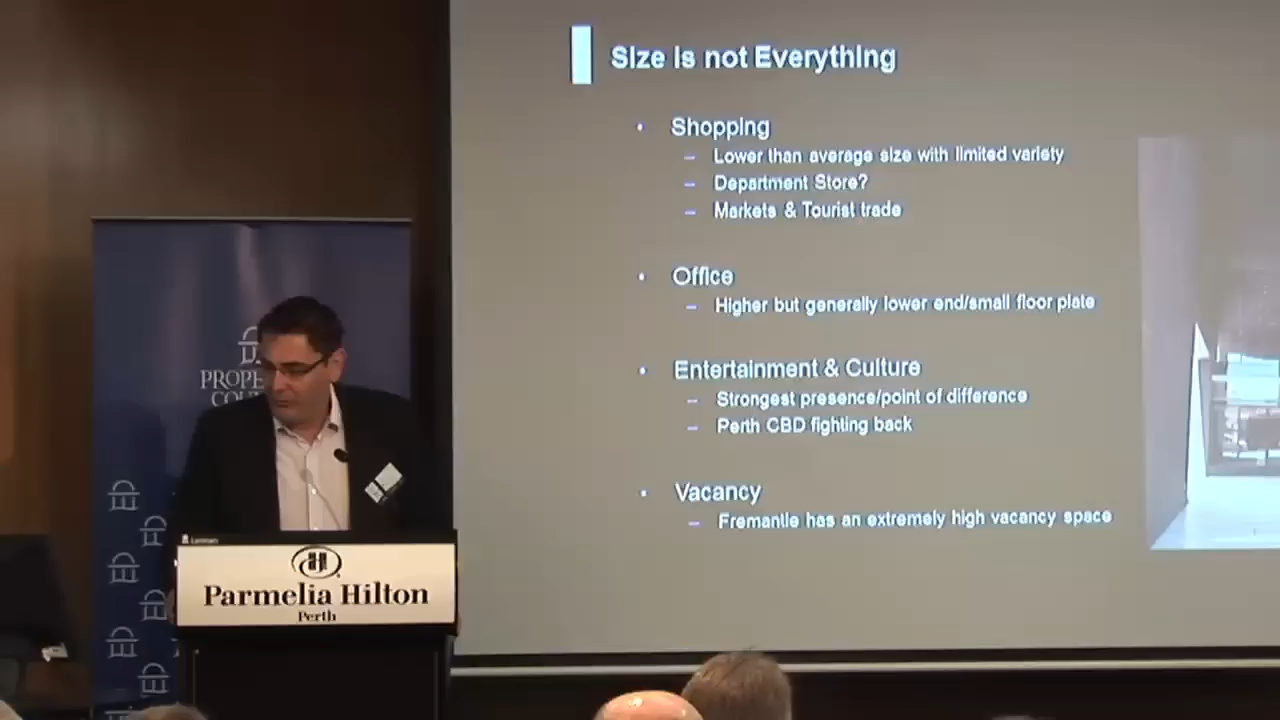 Size is not Everything
• Shopping
– Lower than average size with limited variety
– Department Store?
– Markets & Tourist trade
• Office
– Higher but generally lower end/small floor plate
• Entertainment & Culture
– Strongest presence/point of difference
– Perth CBD fighting back
• Vacancy
– Fremantle has an extremely high vacancy space
PROPE
COU
Parmelia Hilton
Perth